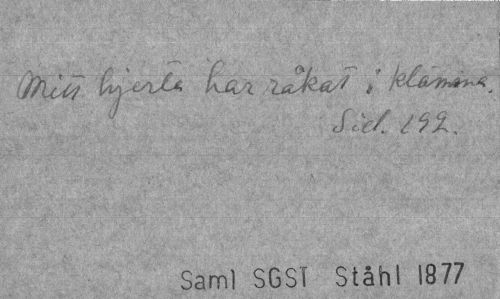 Mitt hjerta har råkat i klämma.
Sid. 192.
Saml SGST Ståhl 1877